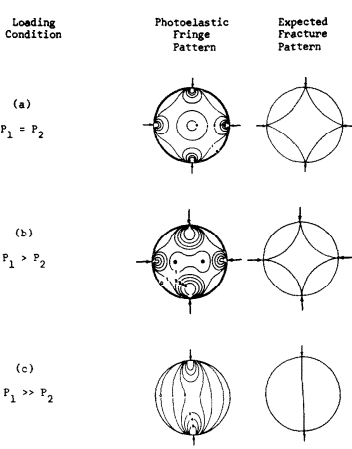 Loading Condition
Photoelastic Fringe Pattern
Expected Fracture Pattern
(a)
P1 = P2
(b)
P1 > P2
(c)
P1 >> P2